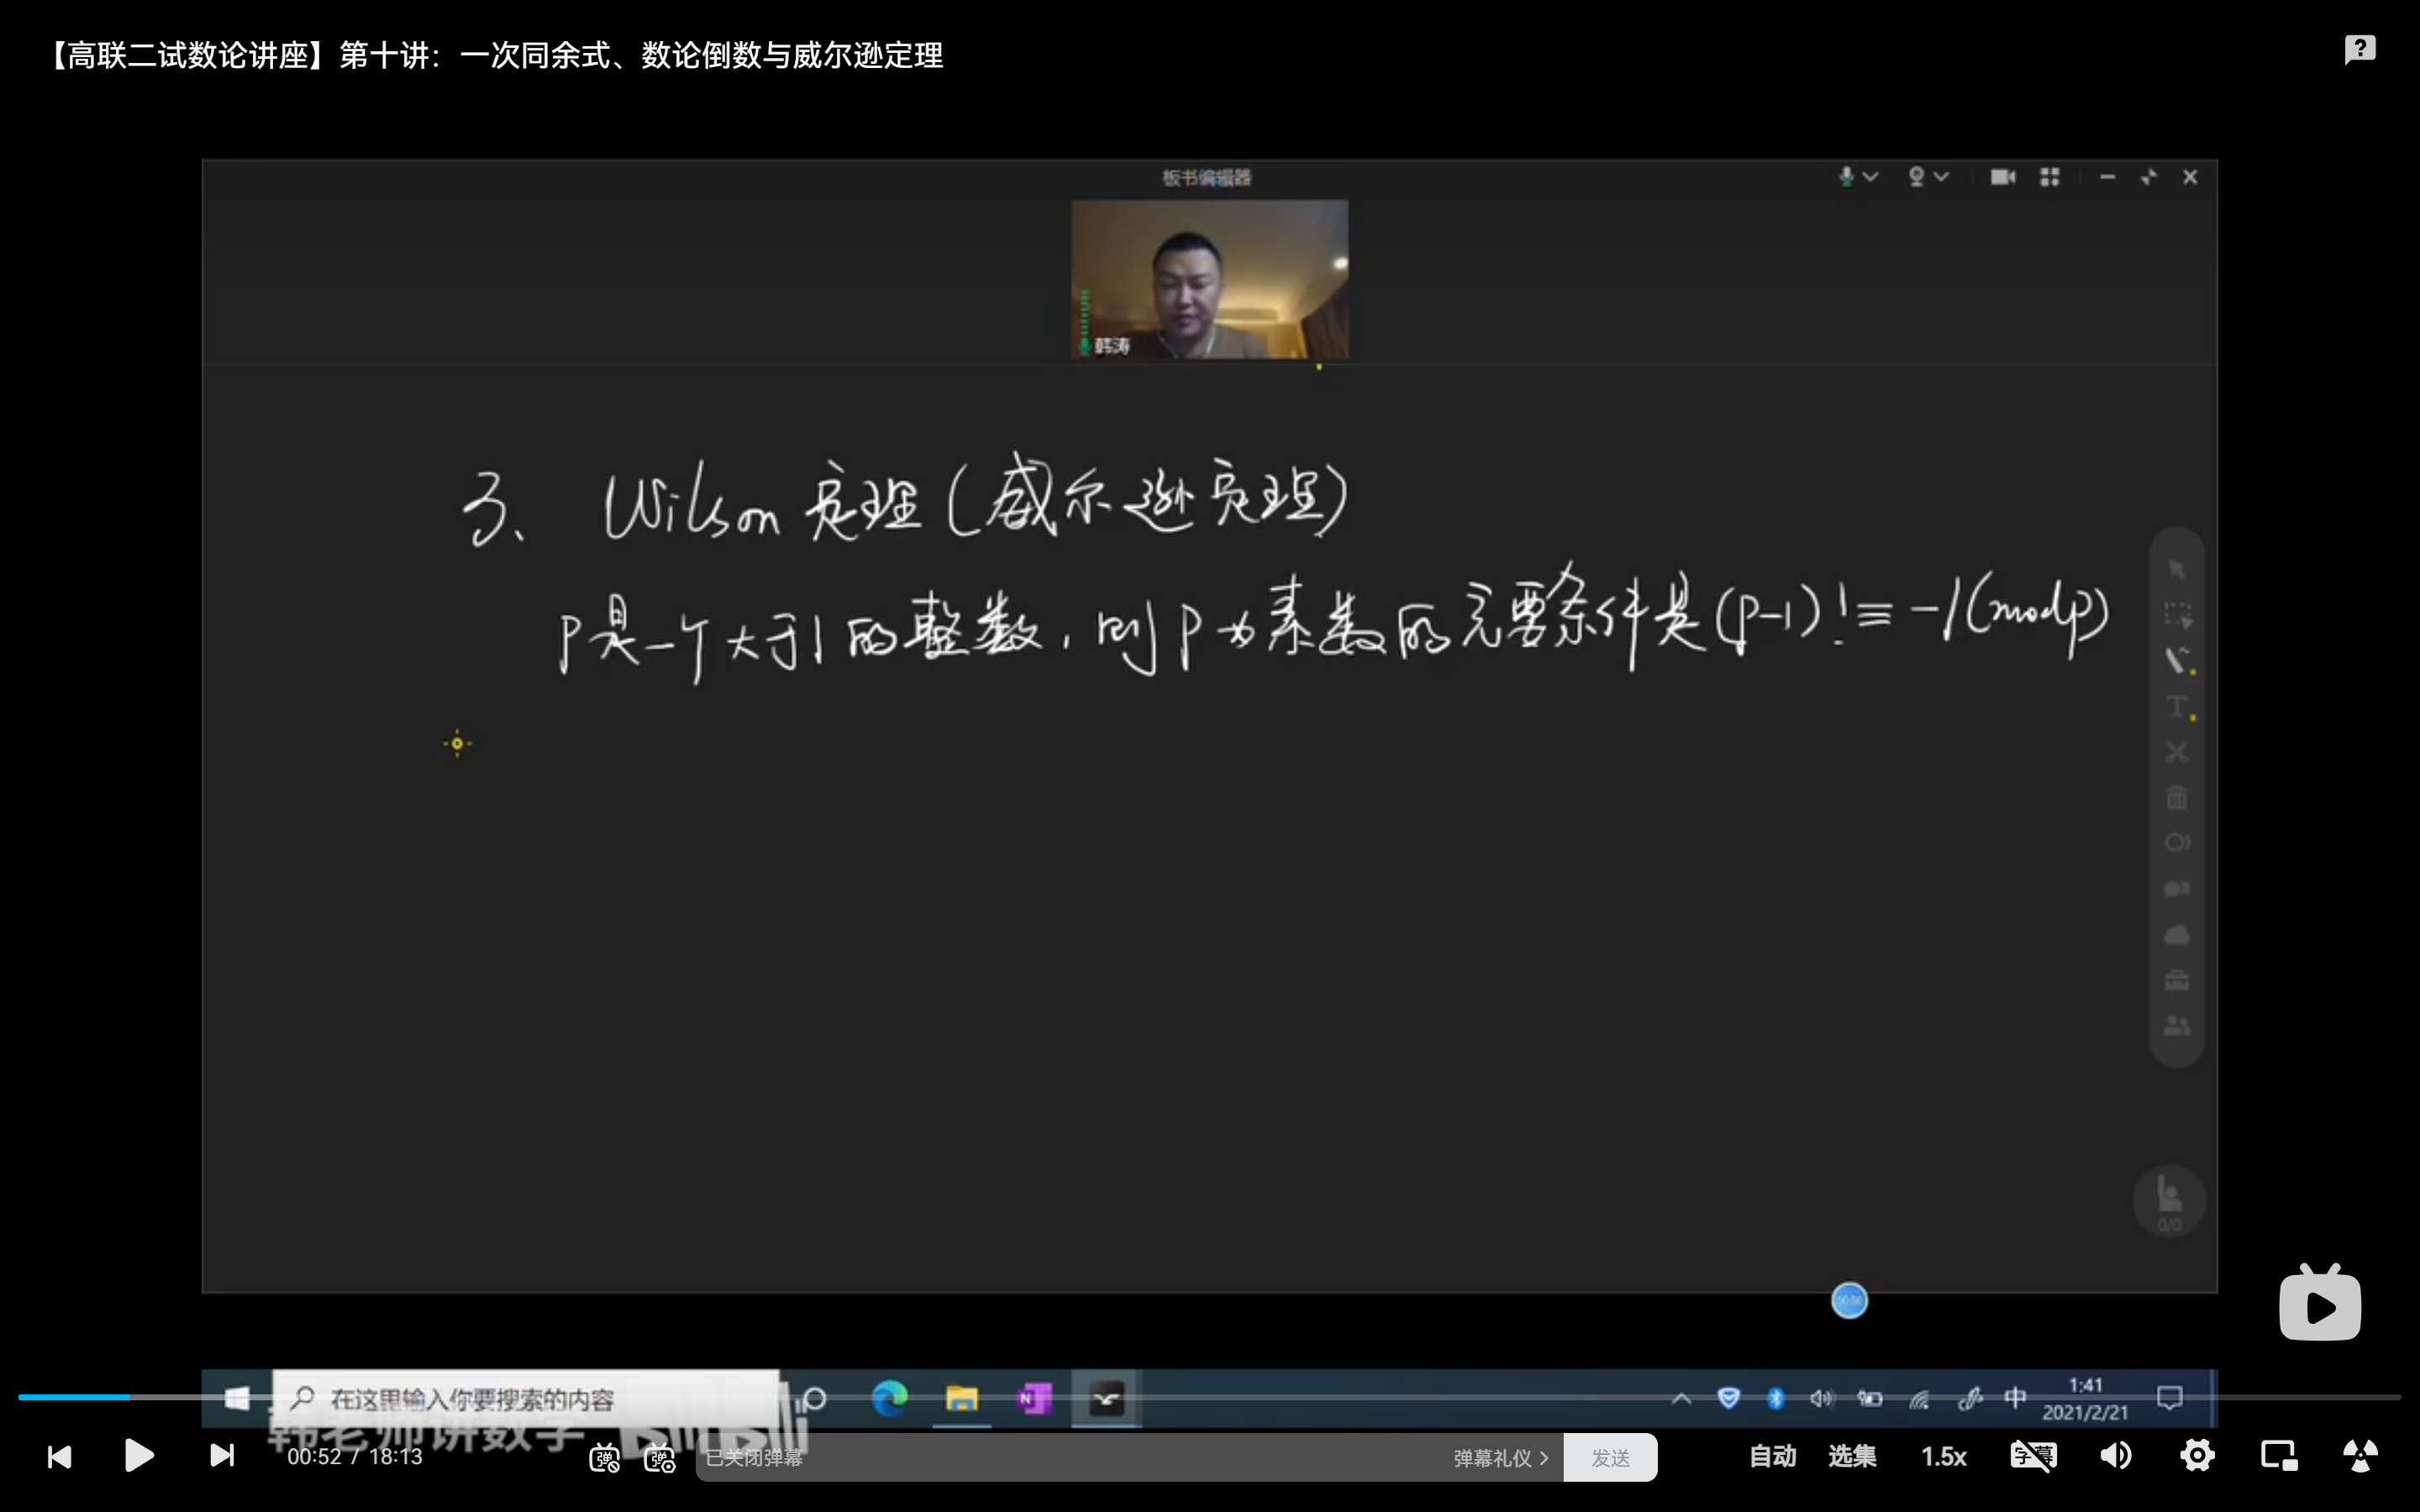 【高联二试数论讲座】第十讲：一次同余式、数论倒数与威尔逊定理
板书编辑器
韩涛
3、 Wilson 定理(威尔逊定理)
P是一个大于1的整数，则P为素数的充要条件是(P-1)!≡-1(modp)
0/0
在这里输入你要搜索的内容
中
1:41
2021/2/21
韩老师讲数学
bilibili
00:52 / 18:13
已关闭弹幕
弹幕礼仪 >
发送
自动
选集
1.5x
字幕